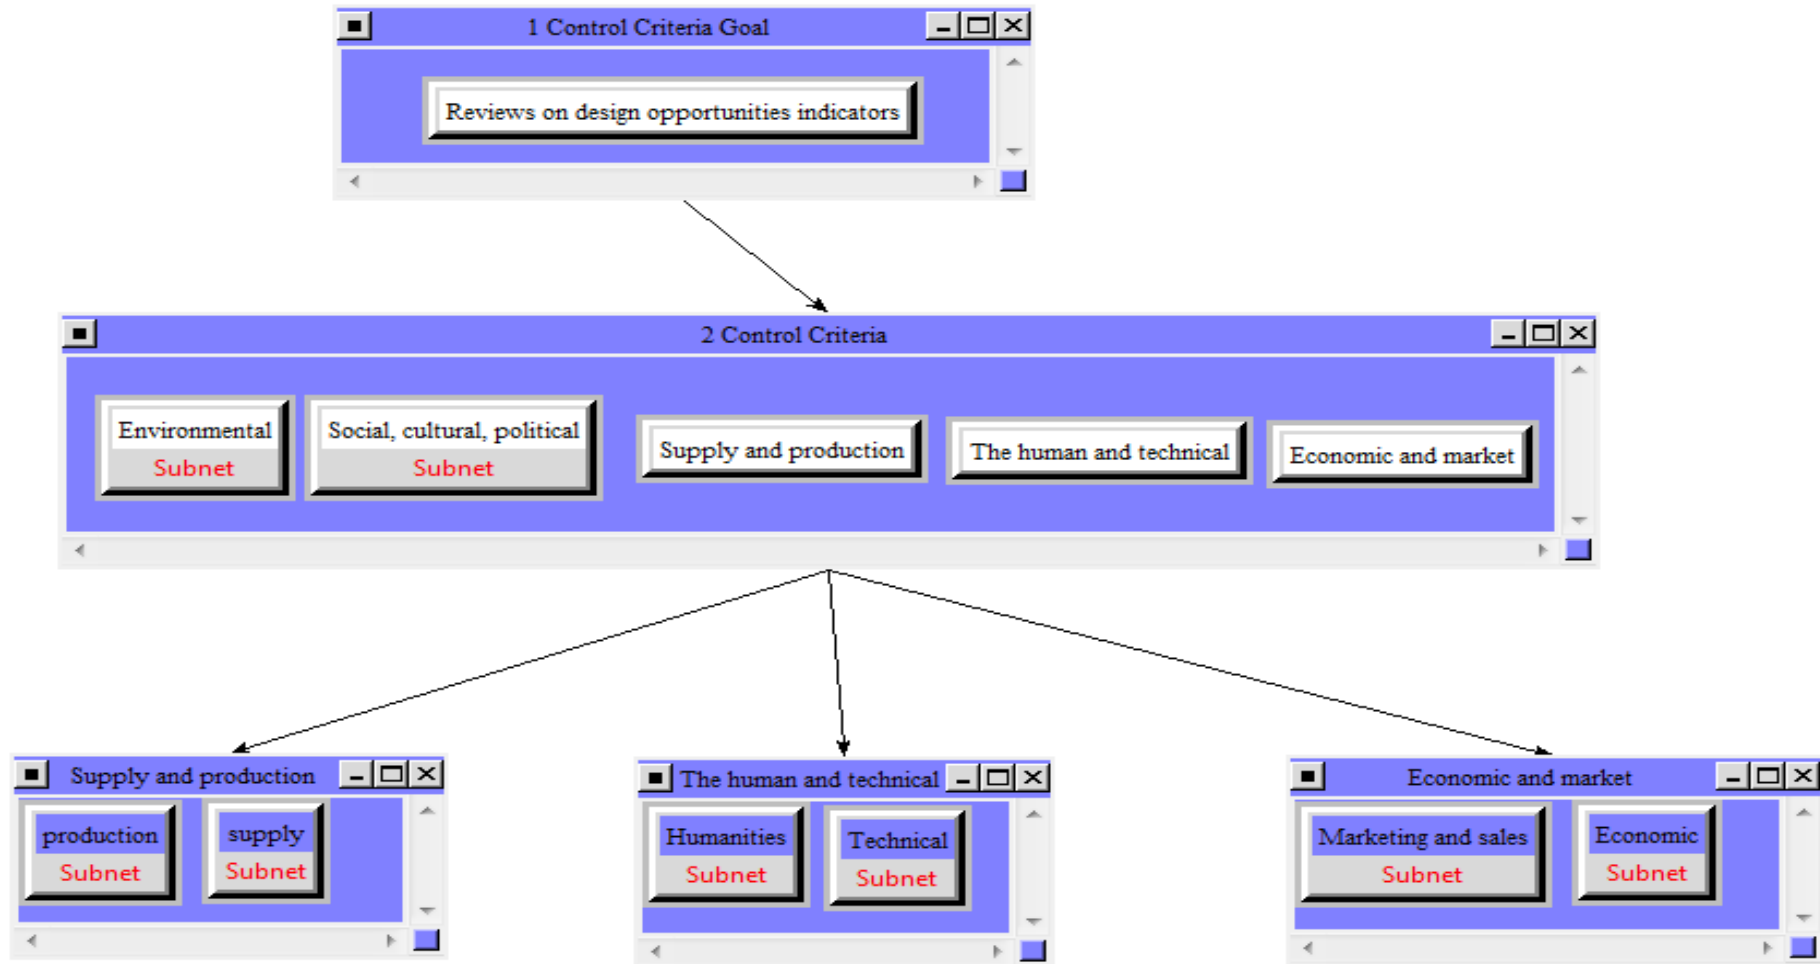 1 Control Criteria Goal
Reviews on design opportunities indicators
2 Control Criteria
Environmental
Subnet
Social, cultural, political
Subnet
Supply and production
The human and technical
Economic and market
Supply and production
production
Subnet
supply
Subnet
The human and technical
Humanities
Subnet
Technical
Subnet
Economic and market
Marketing and sales
Subnet
Economic
Subnet